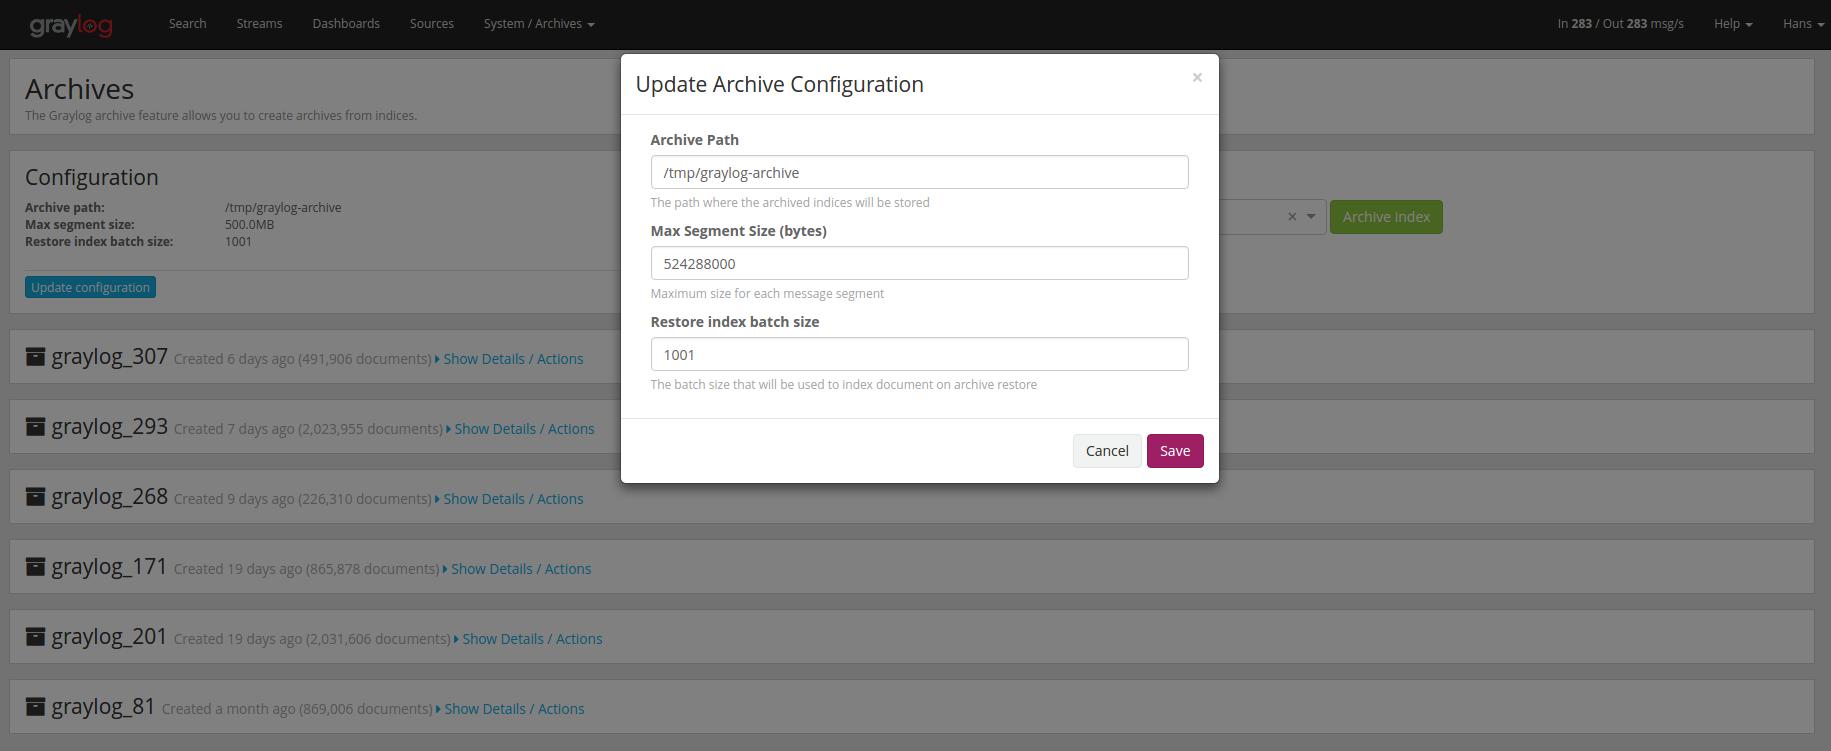 graylog Search Streams Dashboards Sources System / Archives In 283 / Out 283 msg/s Help Hans
Archives
The Graylog archive feature allows you to create archives from indices.
Configuration
Archive path: /tmp/graylog-archive
Max segment size: 500.0MB
Restore index batch size: 1001
Update configuration
× Archive Index
Update Archive Configuration ×
Archive Path
/tmp/graylog-archive
The path where the archived indices will be stored
Max Segment Size (bytes)
524288000
Maximum size for each message segment
Restore index batch size
1001
The batch size that will be used to index document on archive restore
Cancel Save
graylog_307 Created 6 days ago (491,906 documents) Show Details / Actions
graylog_293 Created 7 days ago (2,023,955 documents) Show Details / Actions
graylog_268 Created 9 days ago (226,310 documents) Show Details / Actions
graylog_171 Created 19 days ago (865,878 documents) Show Details / Actions
graylog_201 Created 19 days ago (2,031,606 documents) Show Details / Actions
graylog_81 Created a month ago (869,006 documents) Show Details / Actions